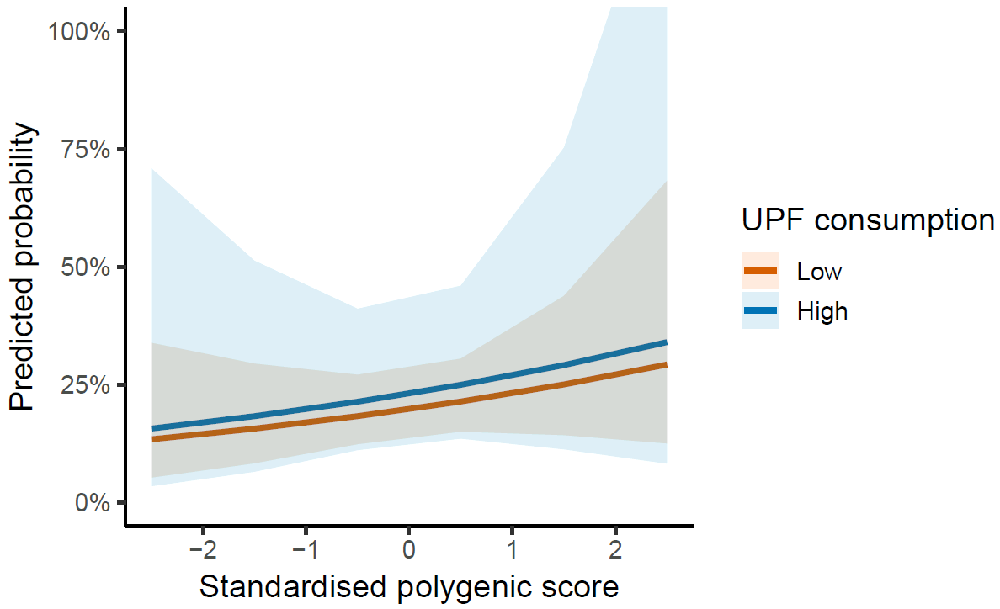 100%
75%
50%
25%
0%
Predicted probability
−2
−1
0
1
2
Standardised polygenic score
UPF consumption
Low
High